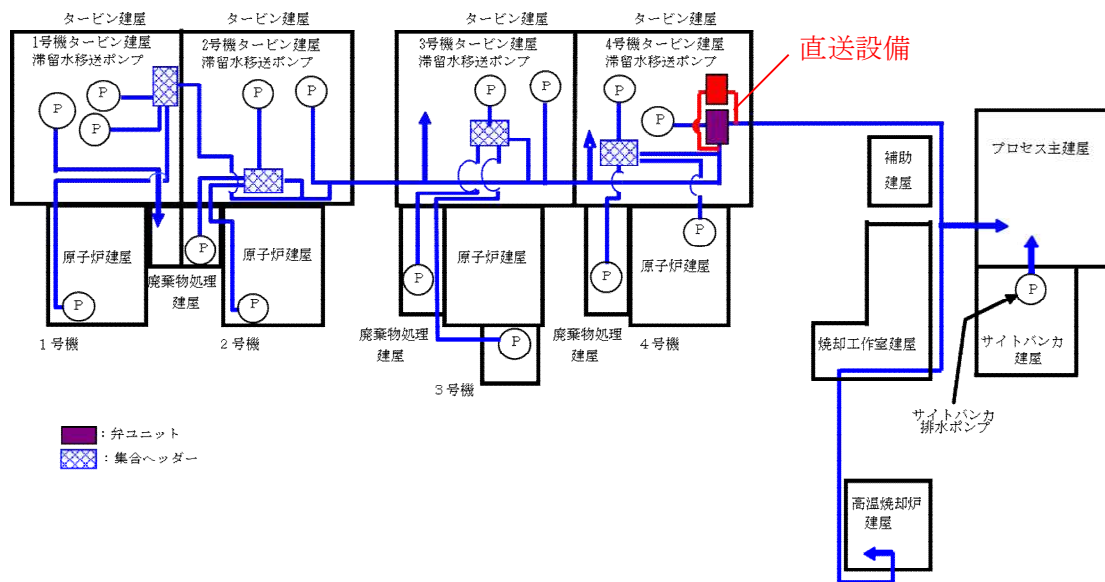 タービン建屋
タービン建屋
タービン建屋
タービン建屋
直送設備
1号機タービン建屋
滞留水移送ポンプ
2号機タービン建屋
滞留水移送ポンプ
3号機タービン建屋
滞留水移送ポンプ
4号機タービン建屋
滞留水移送ポンプ
P
P
P
P
P
P
P
P
P
補助
建屋
プロセス主建屋
原子炉建屋
P
原子炉建屋
P
原子炉建屋
P
原子炉建屋
P
P
P
P
P
廃棄物処理
建屋
廃棄物処理
建屋
廃棄物処理
建屋
1号機
2号機
3号機
4号機
焼却工作室建屋
サイトバンカ
建屋
サイトバンカ
排水ポンプ
:弁ユニット
:集合ヘッダー
高温焼却炉
建屋